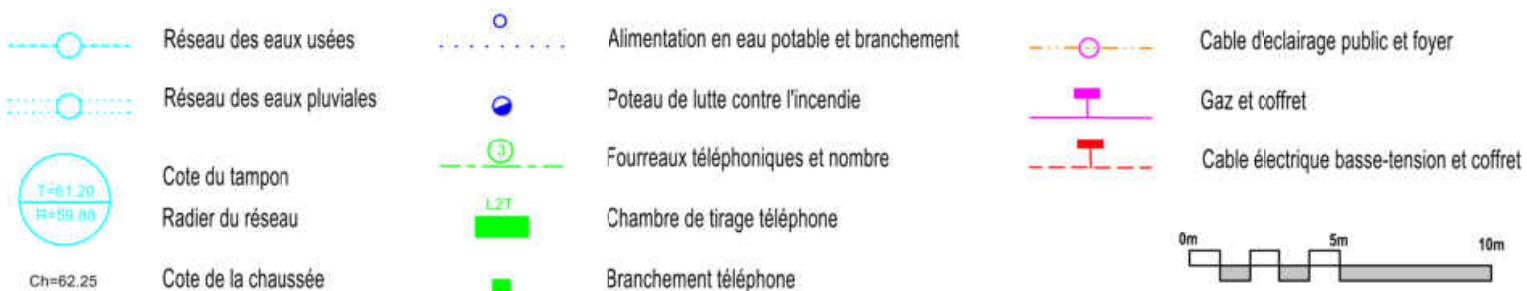 Réseau des eaux usées
Réseau des eaux pluviales
T=61.20
R=59.88
Cote du tampon
Radier du réseau
Ch=62.25
Cote de la chaussée
Alimentation en eau potable et branchement
Poteau de lutte contre l'incendie
3
Fourreaux téléphoniques et nombre
L2T
Chambre de tirage téléphone
Branchement téléphone
Cable d'eclairage public et foyer
Gaz et coffret
Cable électrique basse-tension et coffret
0m 5m 10m